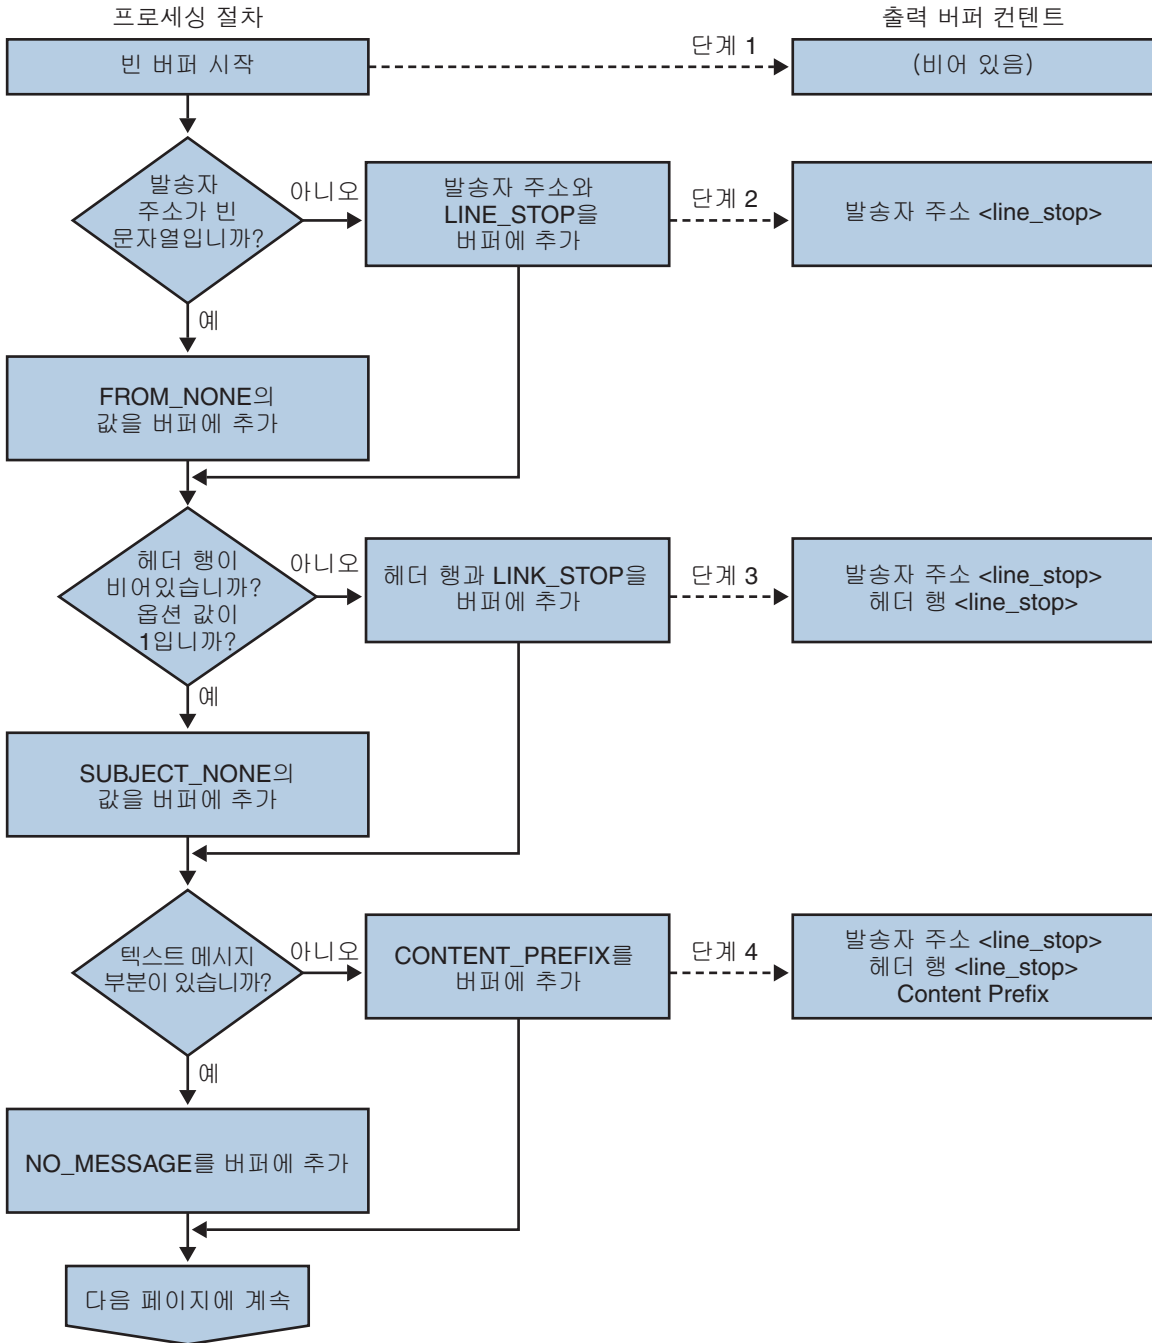 프로세싱 절차
출력 버퍼 컨텐트
빈 버퍼 시작
단계 1
(비어 있음)
발송자
주소가 빈
문자열입니까?
아니오
발송자 주소와
LINE_STOP을
버퍼에 추가
단계 2
발송자 주소 <line_stop>
예
FROM_NONE의
값을 버퍼에 추가
헤더 행이
비어있습니까?
옵션 값이
1입니까?
아니오
헤더 행과 LINK_STOP을
버퍼에 추가
단계 3
발송자 주소 <line_stop>
헤더 행 <line_stop>
예
SUBJECT_NONE의
값을 버퍼에 추가
텍스트 메시지
부분이 있습니까?
아니오
CONTENT_PREFIX를
버퍼에 추가
단계 4
발송자 주소 <line_stop>
헤더 행 <line_stop>
Content Prefix
예
NO_MESSAGE를 버퍼에 추가
다음 페이지에 계속